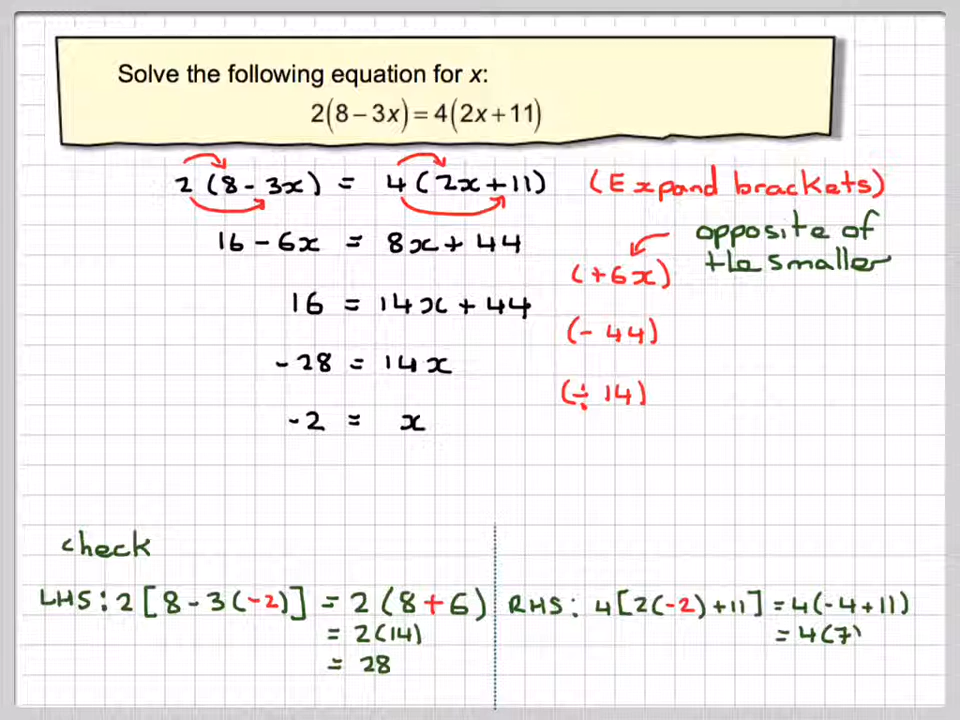 Solve the following equation for x:
2(8-3x)=4(2x+11)
2(8-3x) = 4(2x+11) (Expand brackets)
16-6x = 8x+44 opposite of
(+6x) the smaller
16 = 14x+44
(-44)
-28 = 14x
(÷14)
-2 = x
check
LHS: 2[8-3(-2)] = 2(8+6)
= 2(14)
= 28
RHS: 4[2(-2)+11] = 4(-4+11)
= 4(7)